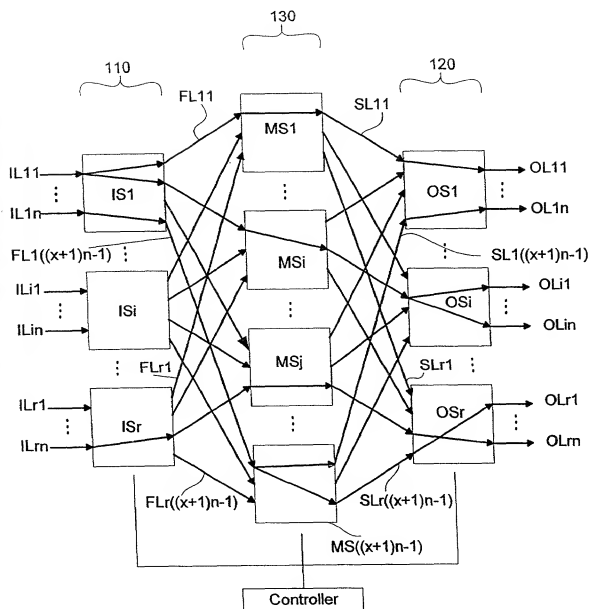 130
110
120
FL11
SL11
MS1
IL11
IS1
OS1
OL11
IL1n
OL1n
FL1((x+1)n-1)
SL1((x+1)n-1)
MSi
ILi1
ISi
OSi
OLi1
ILin
OLin
MSj
FLr1
SLr1
ILr1
ISr
OSr
OLr1
ILrn
OLrn
FLr((x+1)n-1)
SLr((x+1)n-1)
MS((x+1)n-1)
Controller